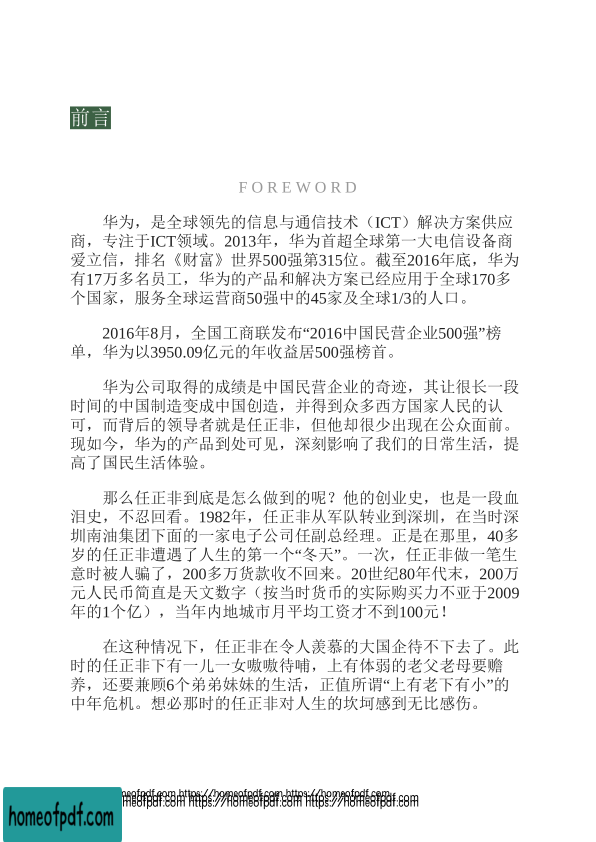 前言
FOREWORD
华为，是全球领先的信息与通信技术（ICT）解决方案供应
商，专注于ICT领域。2013年，华为首超全球第一大电信设备商
爱立信，排名《财富》世界500强第315位。截至2016年底，华为
有17万多名员工，华为的产品和解决方案已经应用于全球170多
个国家，服务全球运营商50强中的45家及全球1/3的人口。
2016年8月，全国工商联发布“2016中国民营企业500强”榜
单，华为以3950.09亿元的年收益居500强榜首。
华为公司取得的成绩是中国民营企业的奇迹，其让很长一段
时间的中国制造变成中国创造，并得到众多西方国家人民的认
可，而背后的领导者就是任正非，但他却很少出现在公众面前。
现如今，华为的产品到处可见，深刻影响了我们的日常生活，提
高了国民生活体验。
那么任正非到底是怎么做到的呢？他的创业史，也是一段血
泪史，不忍回看。1982年，任正非从军队转业到深圳，在当时深
圳南油集团下面的一家电子公司任副总经理。正是在那里，40多
岁的任正非遭遇了人生的第一个“冬天”。一次，任正非做一笔生
意时被人骗了，200多万货款收不回来。20世纪80年代末，200万
元人民币简直是天文数字（按当时货币的实际购买力不亚于2009
年的1个亿），当年内地城市月平均工资才不到100元！
在这种情况下，任正非在令人羡慕的大国企待不下去了。此
时的任正非下有一儿一女嗷嗷待哺，上有体弱的老父老母要赡
养，还要兼顾6个弟弟妹妹的生活，正值所谓“上有老下有小”的
中年危机。想必那时的任正非对人生的坎坷感到无比感伤。
homeofpdf.com https://homeofpdf.com https://homeofpdf.com
homeofpdf.com https://homeofpdf.com https://homeofpdf.com
homeofpdf.com